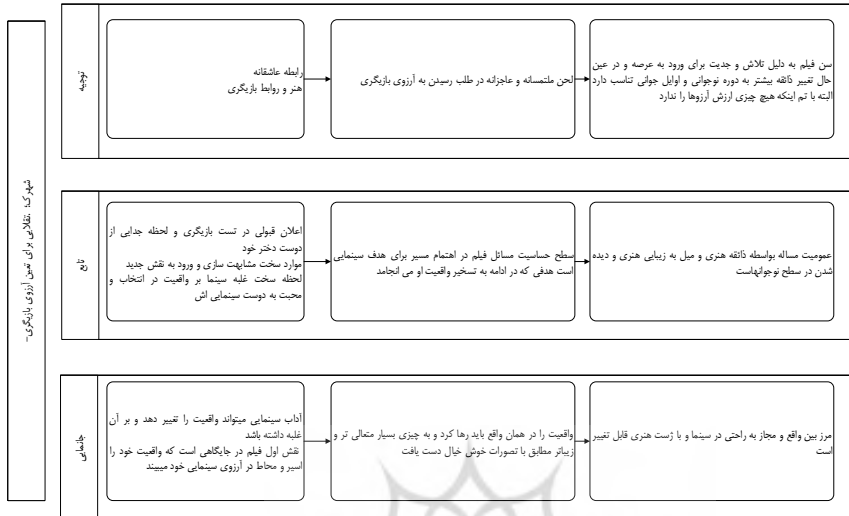 شهرک؛ :تقلایی برای تعین آرزوی بازیگری-
توجیه
سن فیلم به دلیل تلاش و جدیت برای ورود به عرصه و در عین
حال تغییر ذائقه بیشتر به دوره نوجوانی و اوایل جوانی تناسب دارد
البته با تم اینکه هیچ چیزی ارزش آرزوها را ندارد
لحن ملتمسانه و عاجزانه در طلب رسیدن به آرزوی بازیگری
رابطه عاشقانه
هنر و روابط بازیگری
تابع
عمومیت مساله بواسطه ذائقه هنری و میل به زیبایی هنری و دیده
شدن در سطح نوجوانهاست
سطح حساسیت مسائل فیلم در اهتمام مسیر برای هدف سینمایی
است هدفی که در ادامه به تسخیر واقعیت او می انجامد
اعلان قبولی در تست بازیگری و لحظه جدایی از
دوست دختر خود
موارد سخت مشابهت سازی و ورود به نقش جدید
لحظه سخت غلبه سینما بر واقعیت در انتخاب و
محبت به دوست سینمایی اش
جانمایی
مرز بین واقع و مجاز به راحتی در سینما و با ژست هنری قابل تغییر
است
واقعیت را در همان واقع باید رها کرد و به چیزی بسیار متعالی تر و
زیباتر مطابق با تصورات خوش خیال دست یافت
آداب سینمایی میتواند واقعیت را تغییر دهد و بر آن
غلبه داشته باشد
نقش اول فیلم در جایگاهی است که واقعیت خود را
اسیر و محاط در آرزوی سینمایی خود میبیند